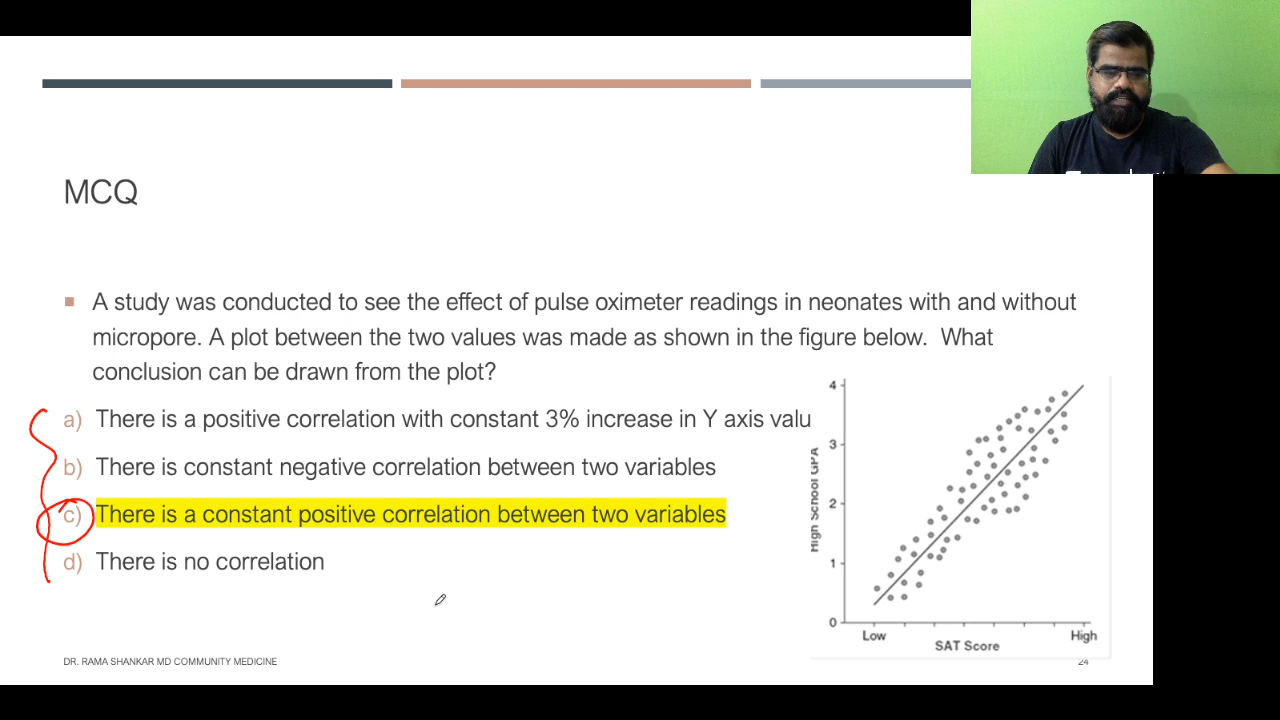 MCQ
A study was conducted to see the effect of pulse oximeter readings in neonates with and without
micropore. A plot between the two values was made as shown in the figure below. What
conclusion can be drawn from the plot?
a) There is a positive correlation with constant 3% increase in Y axis valu
b) There is constant negative correlation between two variables
c) There is a constant positive correlation between two variables
d) There is no correlation
4
3
2
1
0
High School GPA
Low
High
SAT Score
DR. RAMA SHANKAR MD COMMUNITY MEDICINE
24